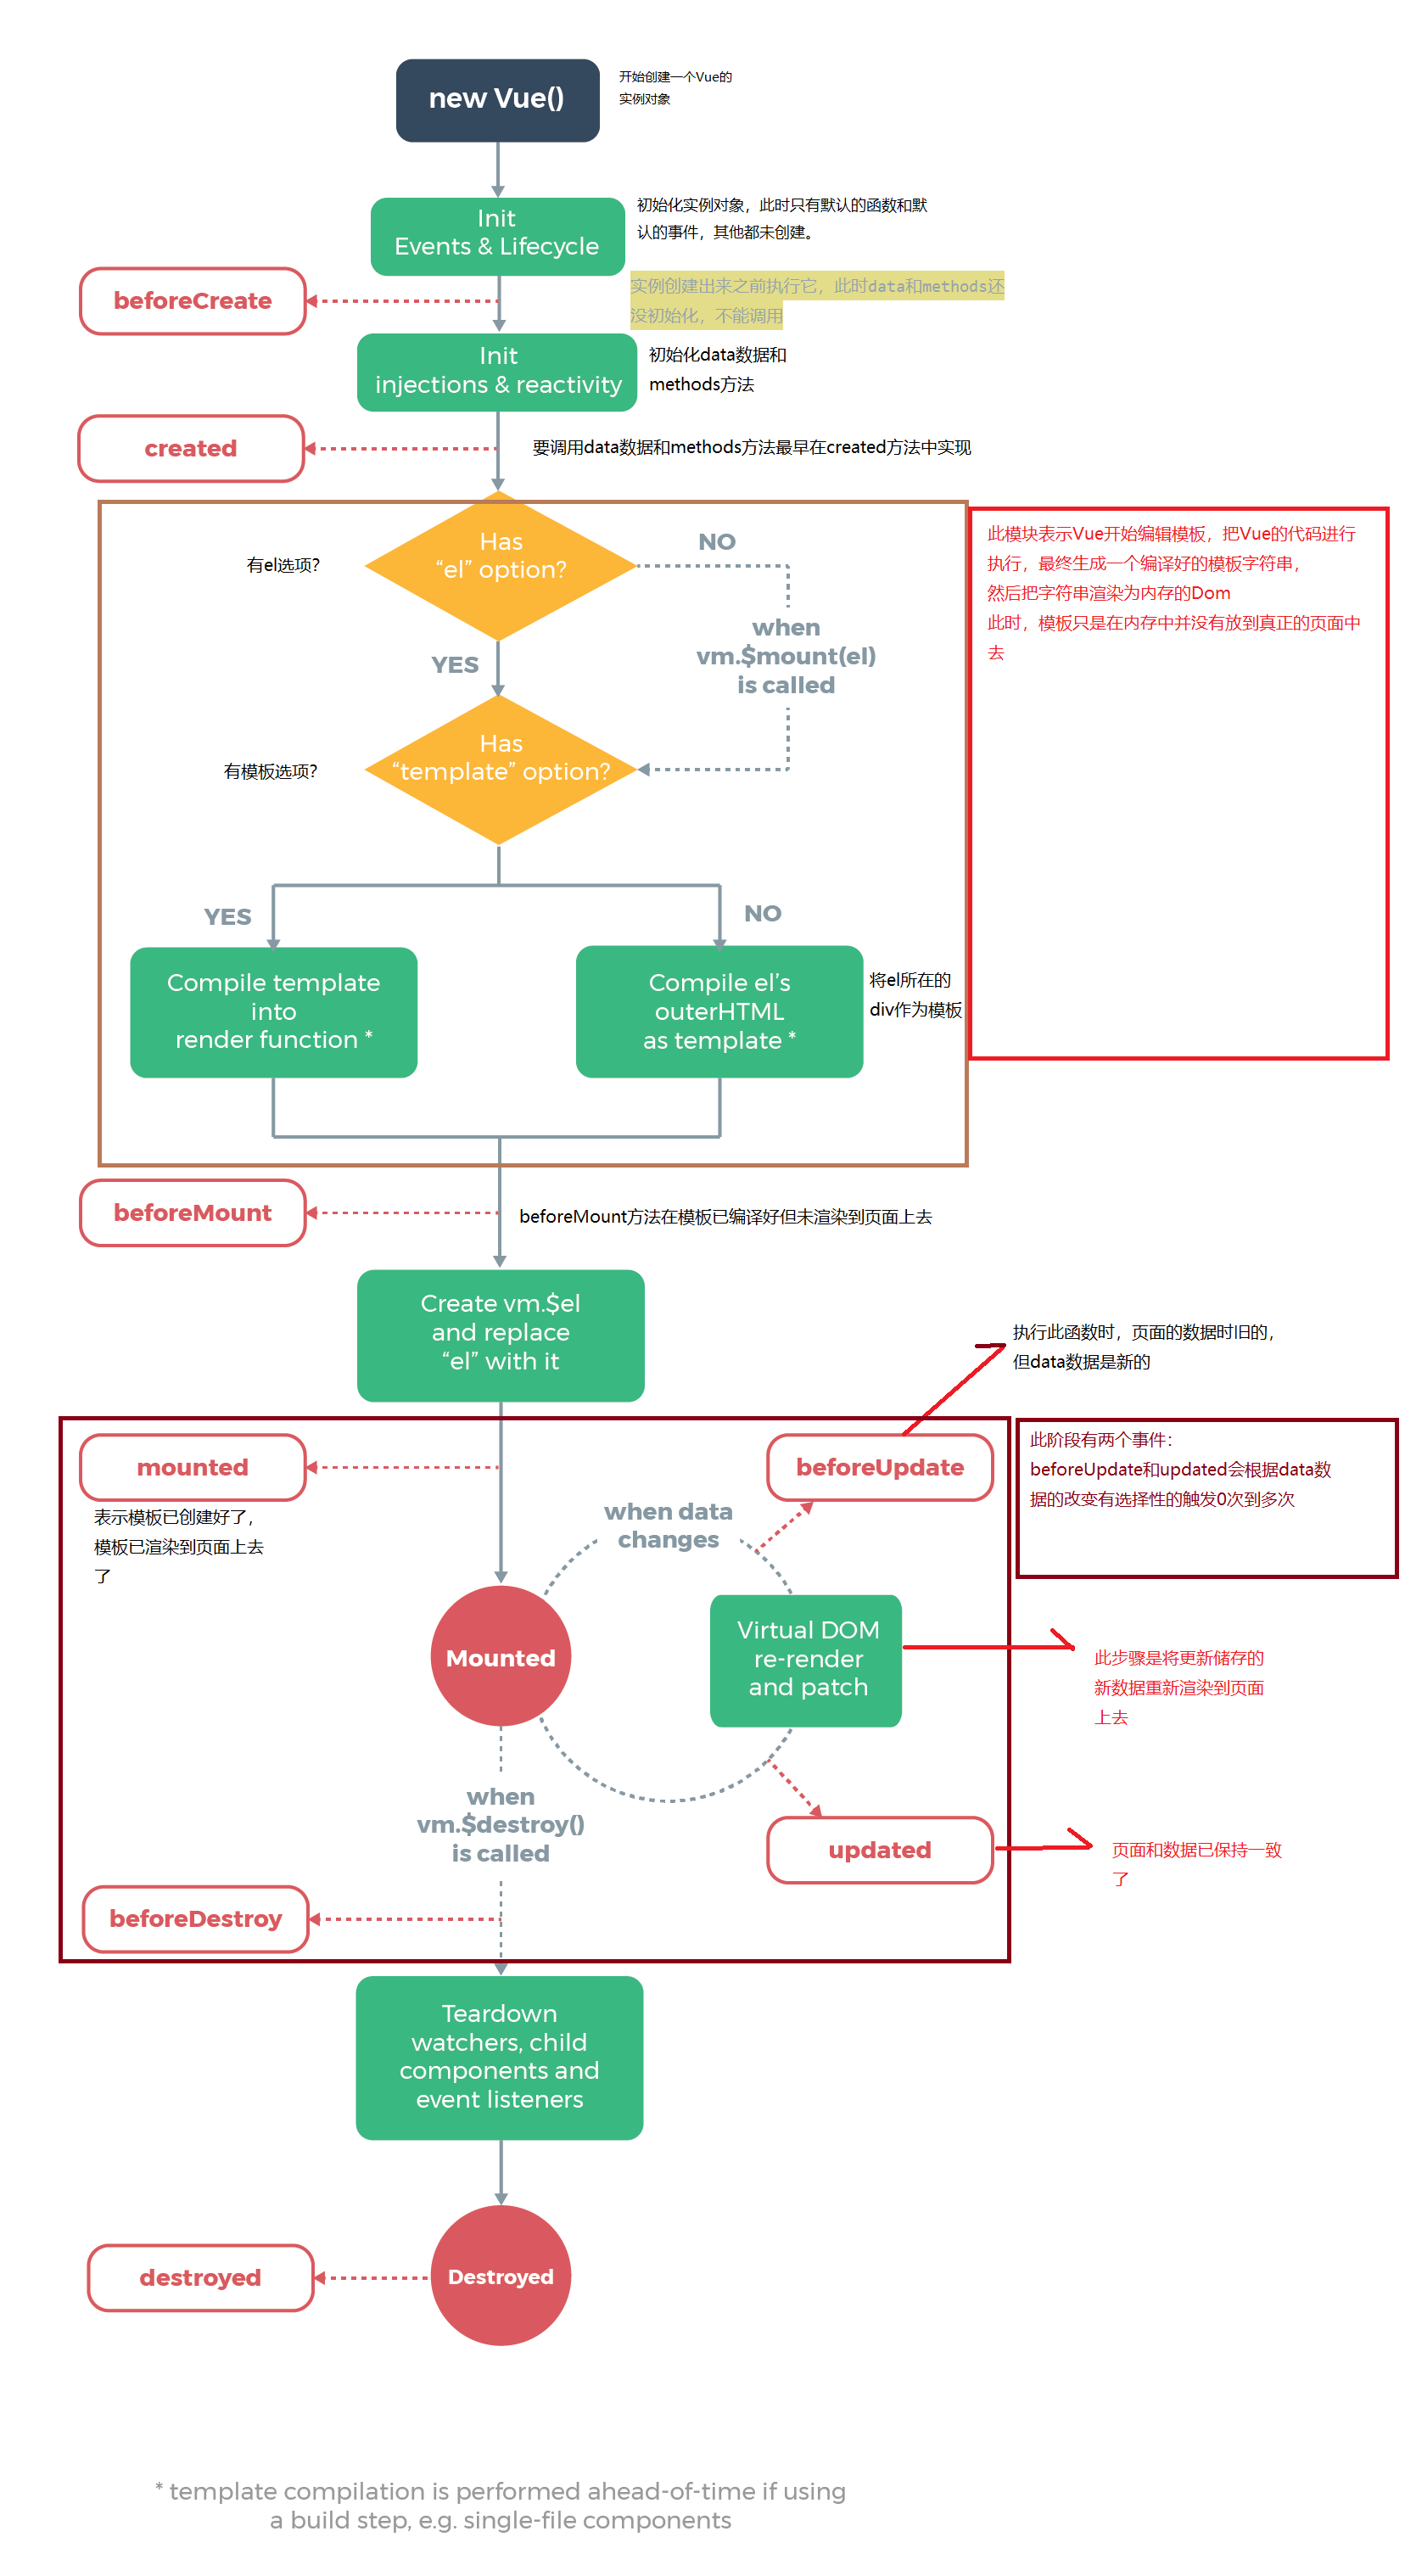 new Vue()
开始创建一个Vue的
实例对象
Init
Events & Lifecycle
初始化实例对象，此时只有默认的函数和默
认的事件，其他都未创建。
beforeCreate
实例创建出来之前执行它，此时data和methods还
没初始化，不能调用
Init
injections & reactivity
初始化data数据和
methods方法
created
要调用data数据和methods方法最早在created方法中实现
有el选项?
Has
“el” option?
NO
此模块表示Vue开始编辑模板，把Vue的代码进行
执行，最终生成一个编译好的模板字符串，
然后把字符串渲染为内存的Dom
此时，模板只是在内存中并没有放到真正的页面中
去
when
vm.$mount(el)
is called
YES
有模板选项?
Has
“template” option?
YES
NO
Compile template
into
render function *
Compile el’s
outerHTML
as template *
将el所在的
div作为模板
beforeMount
beforeMount方法在模板已编译好但未渲染到页面上去
Create vm.$el
and replace
“el” with it
执行此函数时，页面的数据时旧的，
但data数据是新的
mounted
表示模板已创建好了，
模板已渲染到页面上去
了
beforeUpdate
此阶段有两个事件：
beforeUpdate和updated会根据data数
据的改变有选择性的触发0次到多次
when data
changes
Mounted
Virtual DOM
re-render
and patch
此步骤是将更新储存的
新数据重新渲染到页面
上去
when
vm.$destroy()
is called
updated
页面和数据已保持一致
了
beforeDestroy
Teardown
watchers, child
components and
event listeners
destroyed
Destroyed
* template compilation is performed ahead-of-time if using
a build step, e.g. single-file components